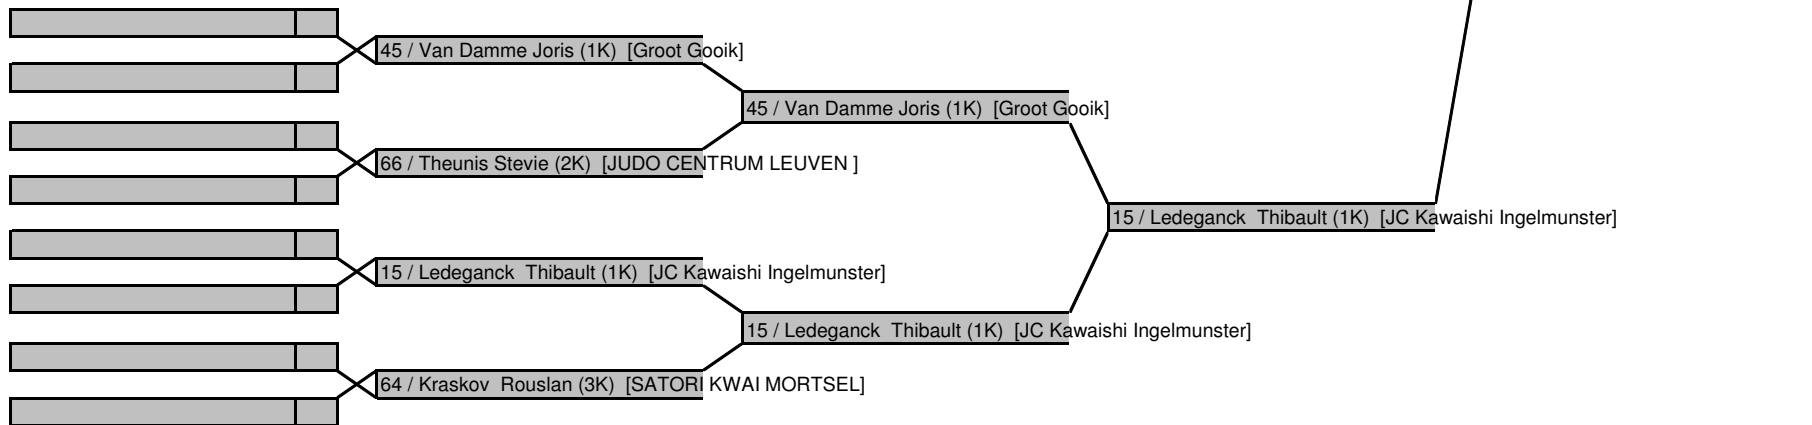 45 / Van Damme Joris (1K)  [Groot Gooik]
45 / Van Damme Joris (1K)  [Groot Gooik]
66 / Theunis Stevie (2K)  [JUDO CENTRUM LEUVEN ]
15 / Ledeganck  Thibault (1K)  [JC Kawaishi Ingelmunster]
15 / Ledeganck  Thibault (1K)  [JC Kawaishi Ingelmunster]
15 / Ledeganck  Thibault (1K)  [JC Kawaishi Ingelmunster]
64 / Kraskov  Rouslan (3K)  [SATORI KWAI MORTSEL]